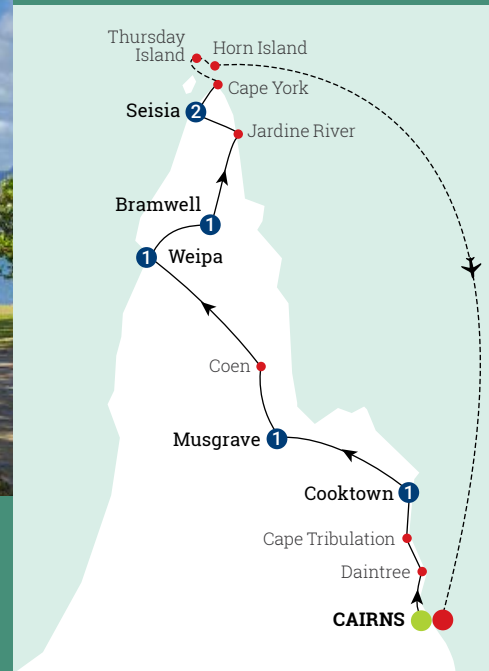 Thursday
Island
Horn Island
Cape York
Seisia
2
Jardine River
Bramwell
1
1
Weipa
Coen
Musgrave
1
Cooktown
1
Cape Tribulation
Daintree
CAIRNS